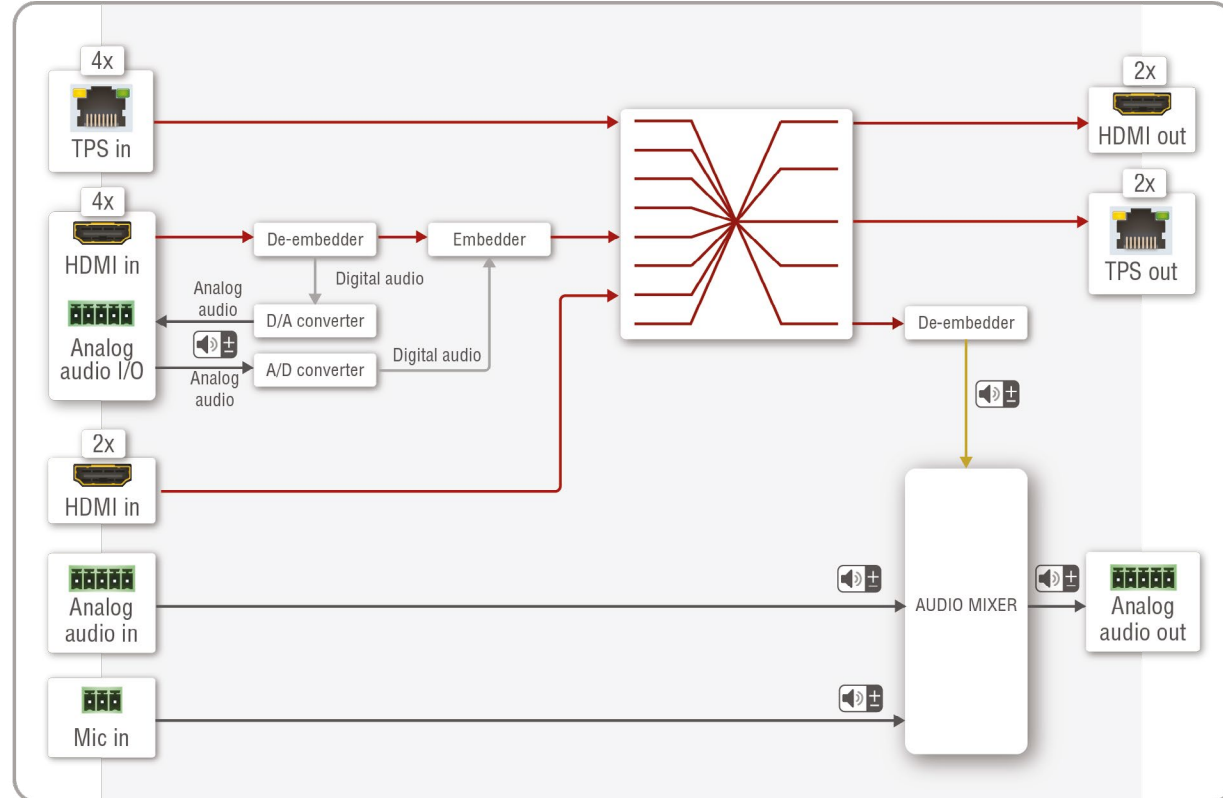 4x
TPS in
4x
HDMI in
Analog
audio I/O
De-embedder
Embedder
Digital audio
Analog
audio
D/A converter
A/D converter
Analog
audio
Digital audio
2x
HDMI in
Analog
audio in
Mic in
2x
HDMI out
2x
TPS out
De-embedder
AUDIO MIXER
Analog
audio out